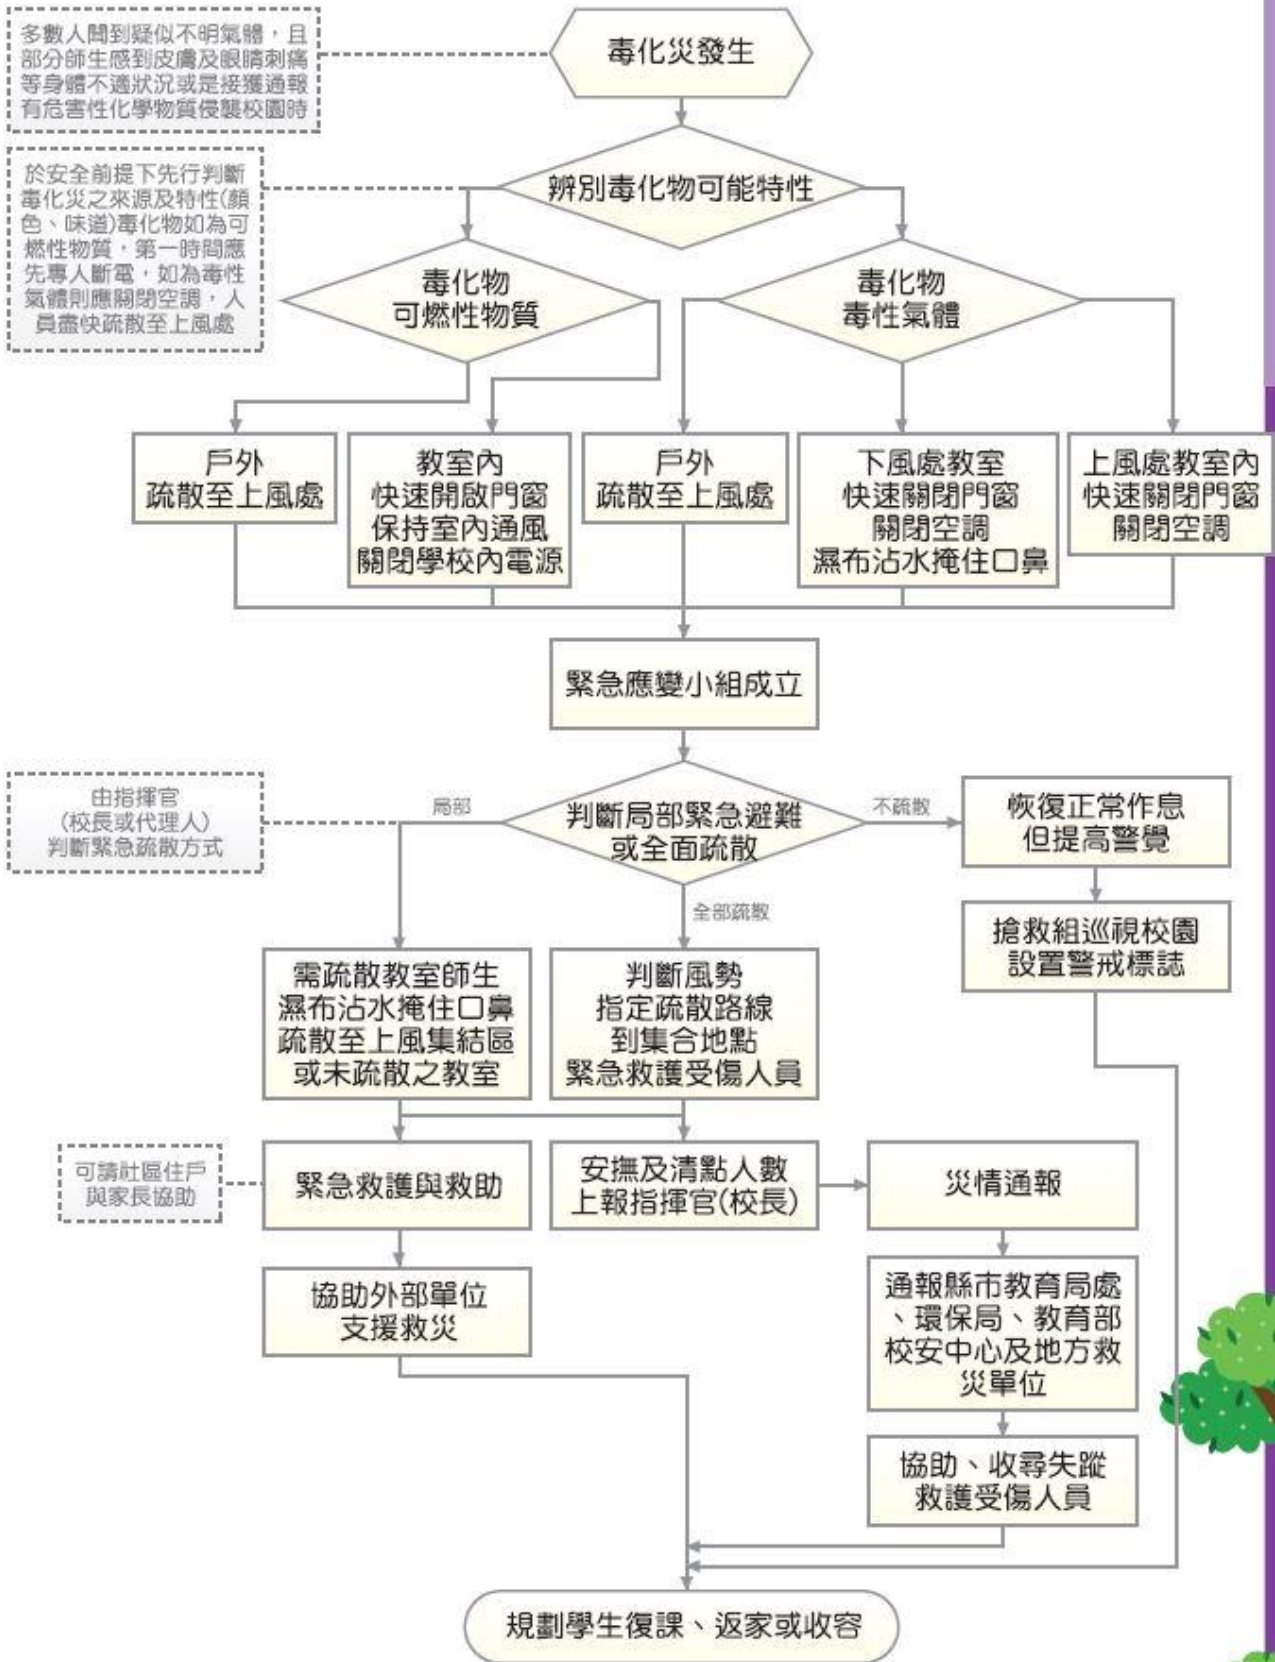 多數人聞到疑似不明氣體，且
部分師生感到皮膚及眼睛刺痛
等身體不適狀況或是接獲通報
有危害性化學物質侵襲校園時
毒化災發生
於安全前提下先行判斷
毒化災之來源及特性(顏
色、味道)毒化物如為可
燃性物質，第一時間應
先專人斷電，如為毒性
氣體則應關閉空調，人
員盡快疏散至上風處
辨別毒化物可能特性
毒化物
可燃性物質
毒化物
毒性氣體
戶外
疏散至上風處
教室內
快速開啟門窗
保持室內通風
關閉學校內電源
戶外
疏散至上風處
下風處教室
快速關閉門窗
關閉空調
濕布沾水掩住口鼻
上風處教室內
快速關閉門窗
關閉空調
緊急應變小組成立
由指揮官
(校長或代理人)
判斷緊急疏散方式
局部
判斷局部緊急避難
或全面疏散
不疏散
恢復正常作息
但提高警覺
全部疏散
搶救組巡視校園
設置警戒標誌
需疏散教室師生
濕布沾水掩住口鼻
疏散至上風集結區
或未疏散之教室
判斷風勢
指定疏散路線
到集合地點
緊急救護受傷人員
可請社區住戶
與家長協助
緊急救護與救助
安撫及清點人數
上報指揮官(校長)
災情通報
協助外部單位
支援救災
通報縣市教育局處
、環保局、教育部
校安中心及地方救
災單位
協助、收尋失蹤
救護受傷人員
規劃學生復課、返家或收容